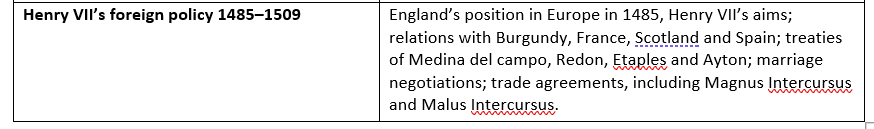 Henry VII’s foreign policy 1485–1509
England’s position in Europe in 1485, Henry VII’s aims;
relations with Burgundy, France, Scotland and Spain; treaties
of Medina del campo, Redon, Etaples and Ayton; marriage
negotiations; trade agreements, including Magnus Intercursus
and Malus Intercursus.